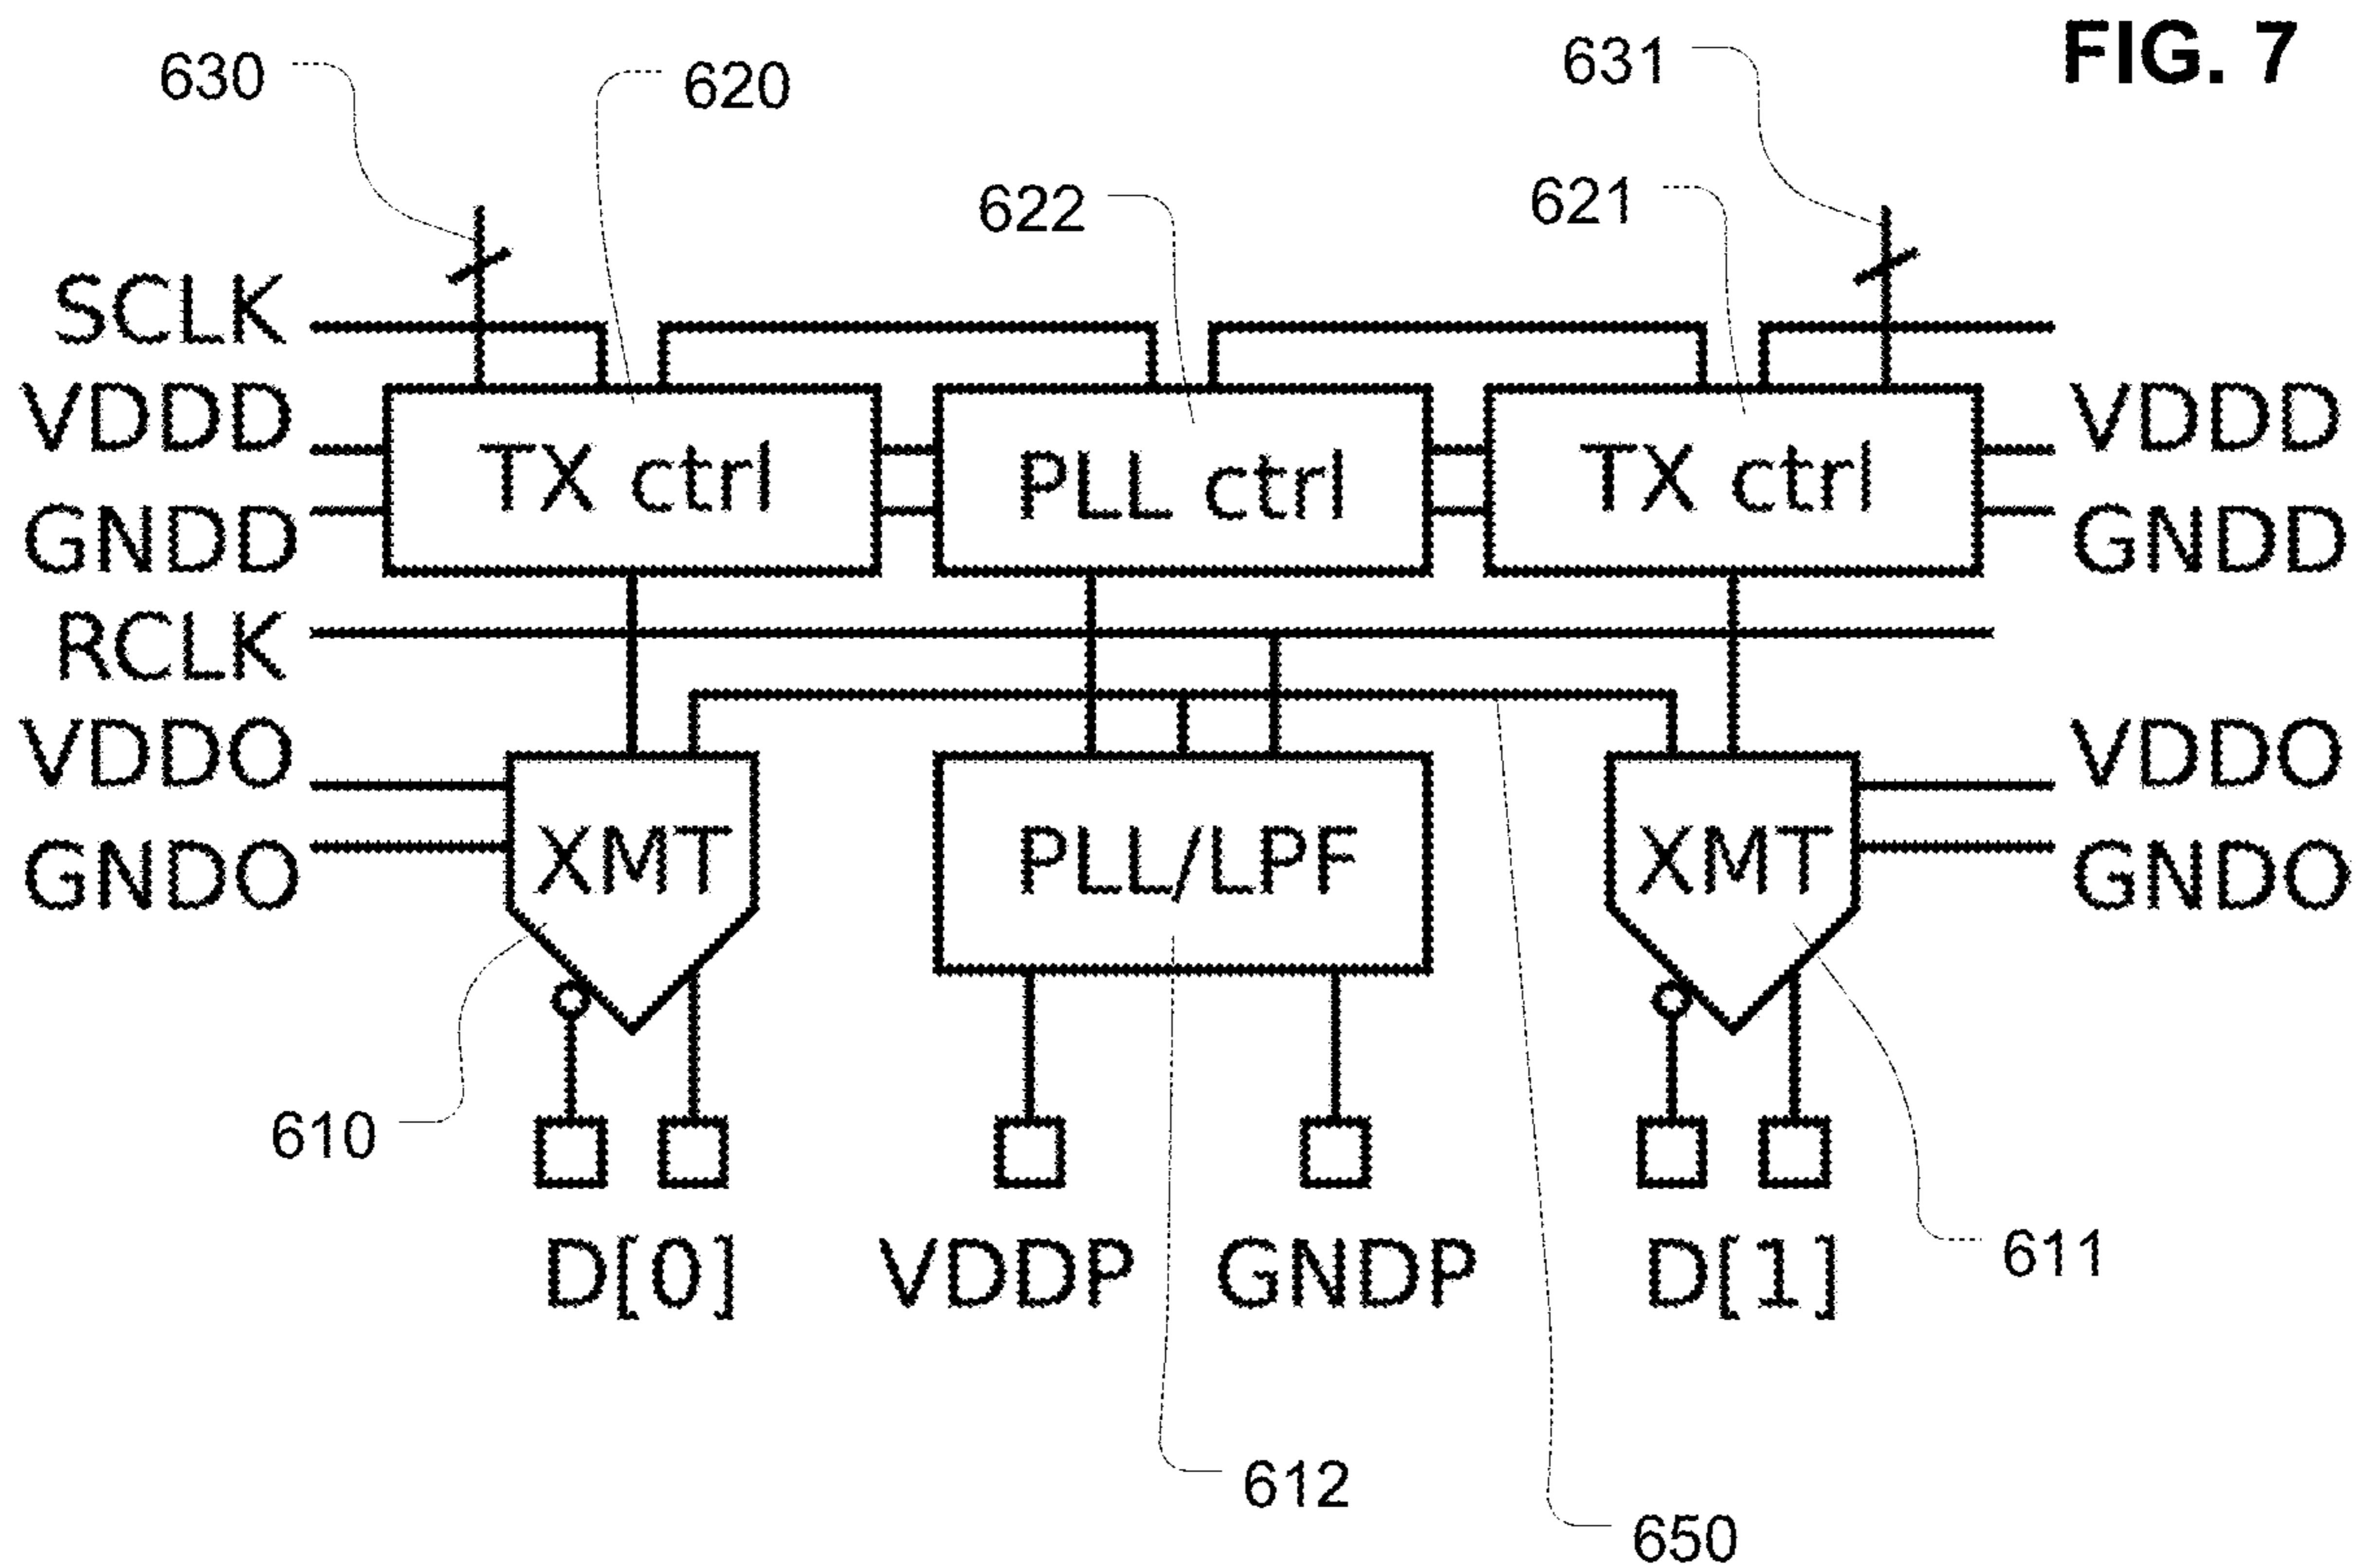 FIG. 7
630
620
631
622
621
SCLK
VDDD
TX ctrl
PLL ctrl
TX ctrl
VDDD
GNDD
GNDD
RCLK
VDDO
VDDO
XMT
PLL/LPF
XMT
GNDO
GNDO
610
D[0]
VDDP
GNDP
D[1]
611
612
650